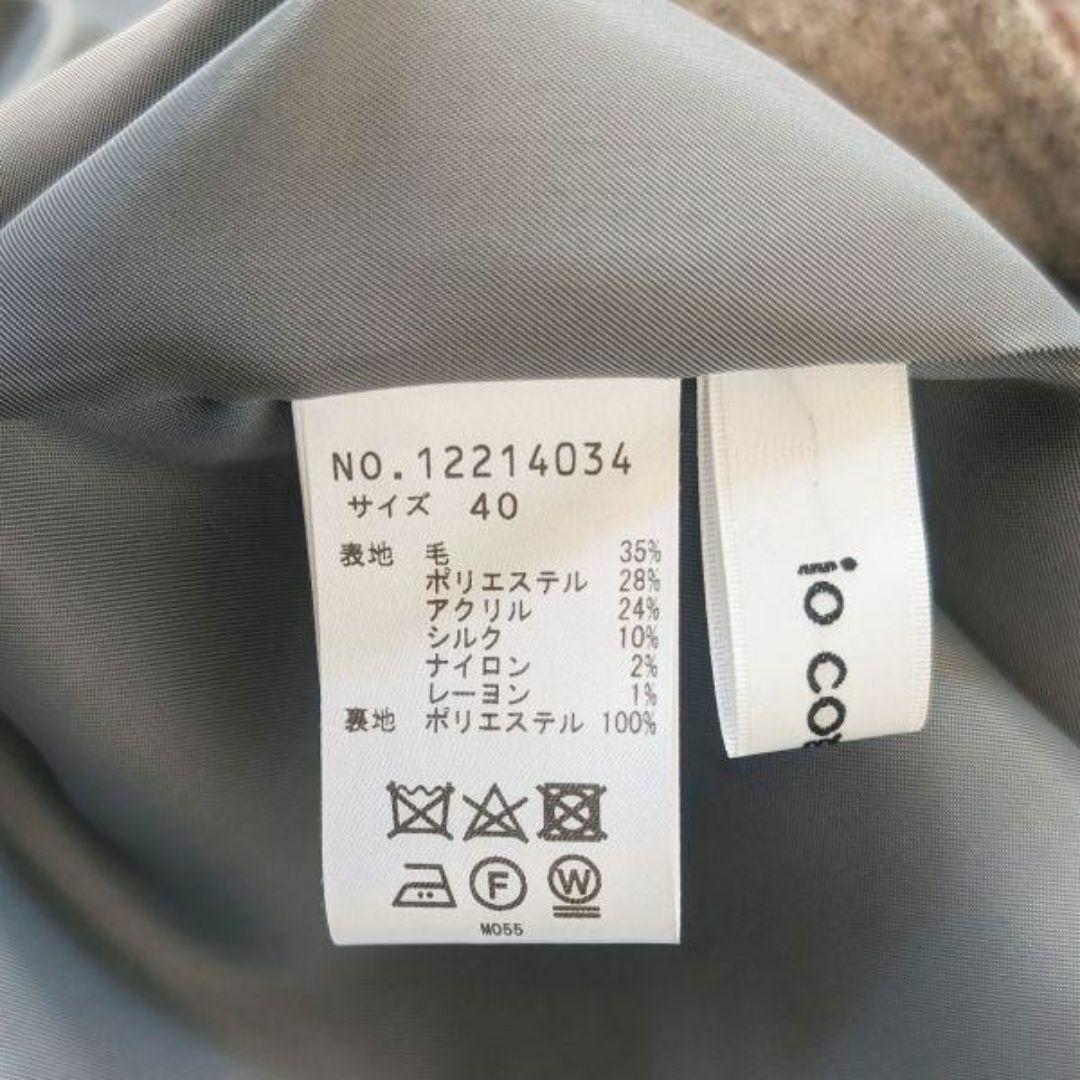 NO.12214034
サイズ 40
表地 毛 35%
ポリエステル 28%
アクリル 24%
シルク 10%
ナイロン 2%
レーヨン 1%
裏地 ポリエステル 100%
F W
M055
io co